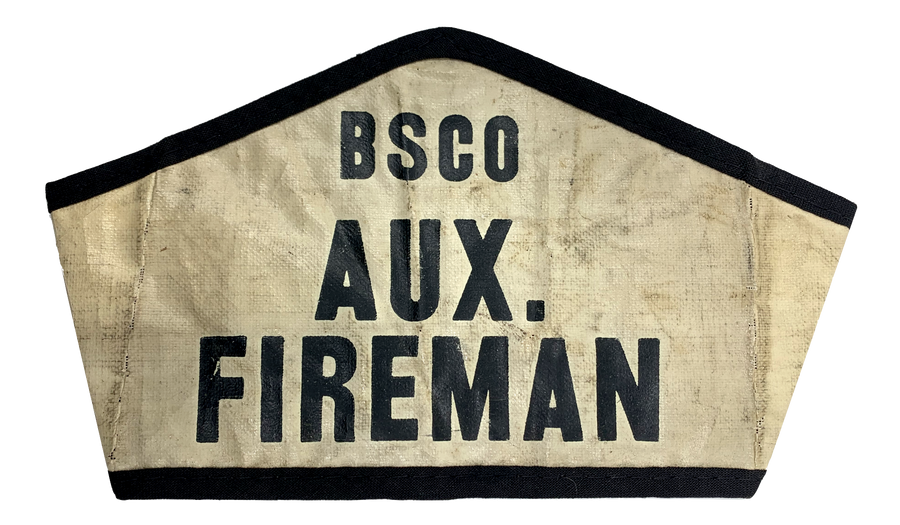 BSCO
AUX.
FIREMAN